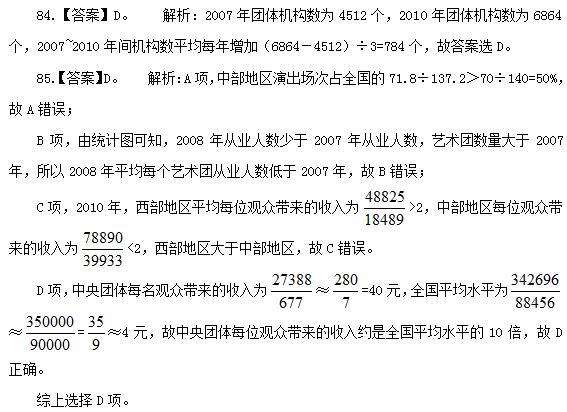 84.【答案】D。 解析：2007年团体机构数为4512个，2010年团体机构数为6864
个，2007~2010年间机构数平均每年增加（6864－4512）÷3=784个，故答案选D。
85.【答案】D。 解析：A项，中部地区演出场次占全国的71.8÷137.2＞70÷140=50%，
故A错误；
B项，由统计图可知，2008年从业人数少于2007年从业人数，艺术团数量大于2007
年，所以2008年平均每个艺术团从业人数低于2007年，故B错误；
C项，2010年，西部地区平均每位观众带来的收入为48825/18489>2，中部地区每位观众带
来的收入为78890/39933<2，西部地区大于中部地区，故C错误。
D项，中央团体每名观众带来的收入为27388/677≈280/7=40元，全国平均水平为342696/88456
≈350000/90000=35/9≈4元，故中央团体每位观众带来的收入约是全国平均水平的10倍，故D
正确。
综上选择D项。